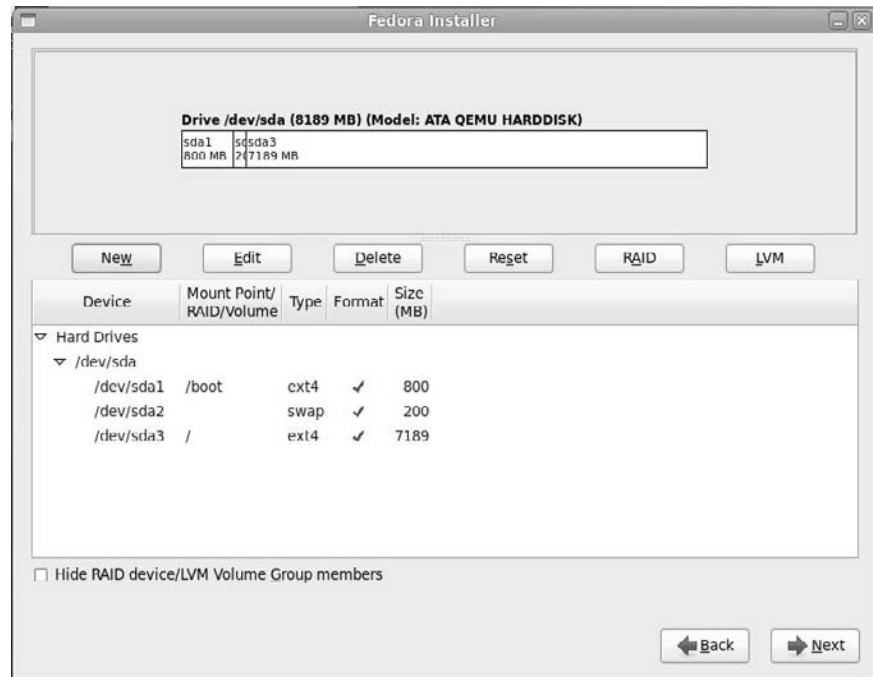 Fedora Installer
Drive /dev/sda (8189 MB) (Model: ATA QEMU HARDDISK)
sda1 sda3
800 MB 7189 MB
New Edit Delete Reset RAID LVM
Device Mount Point/ RAID/Volume Type Format Size (MB)
Hard Drives
/dev/sda
/dev/sda1 /boot ext4 ✓ 800
/dev/sda2 swap ✓ 200
/dev/sda3 / ext4 ✓ 7189
Hide RAID device/LVM Volume Group members
Back Next